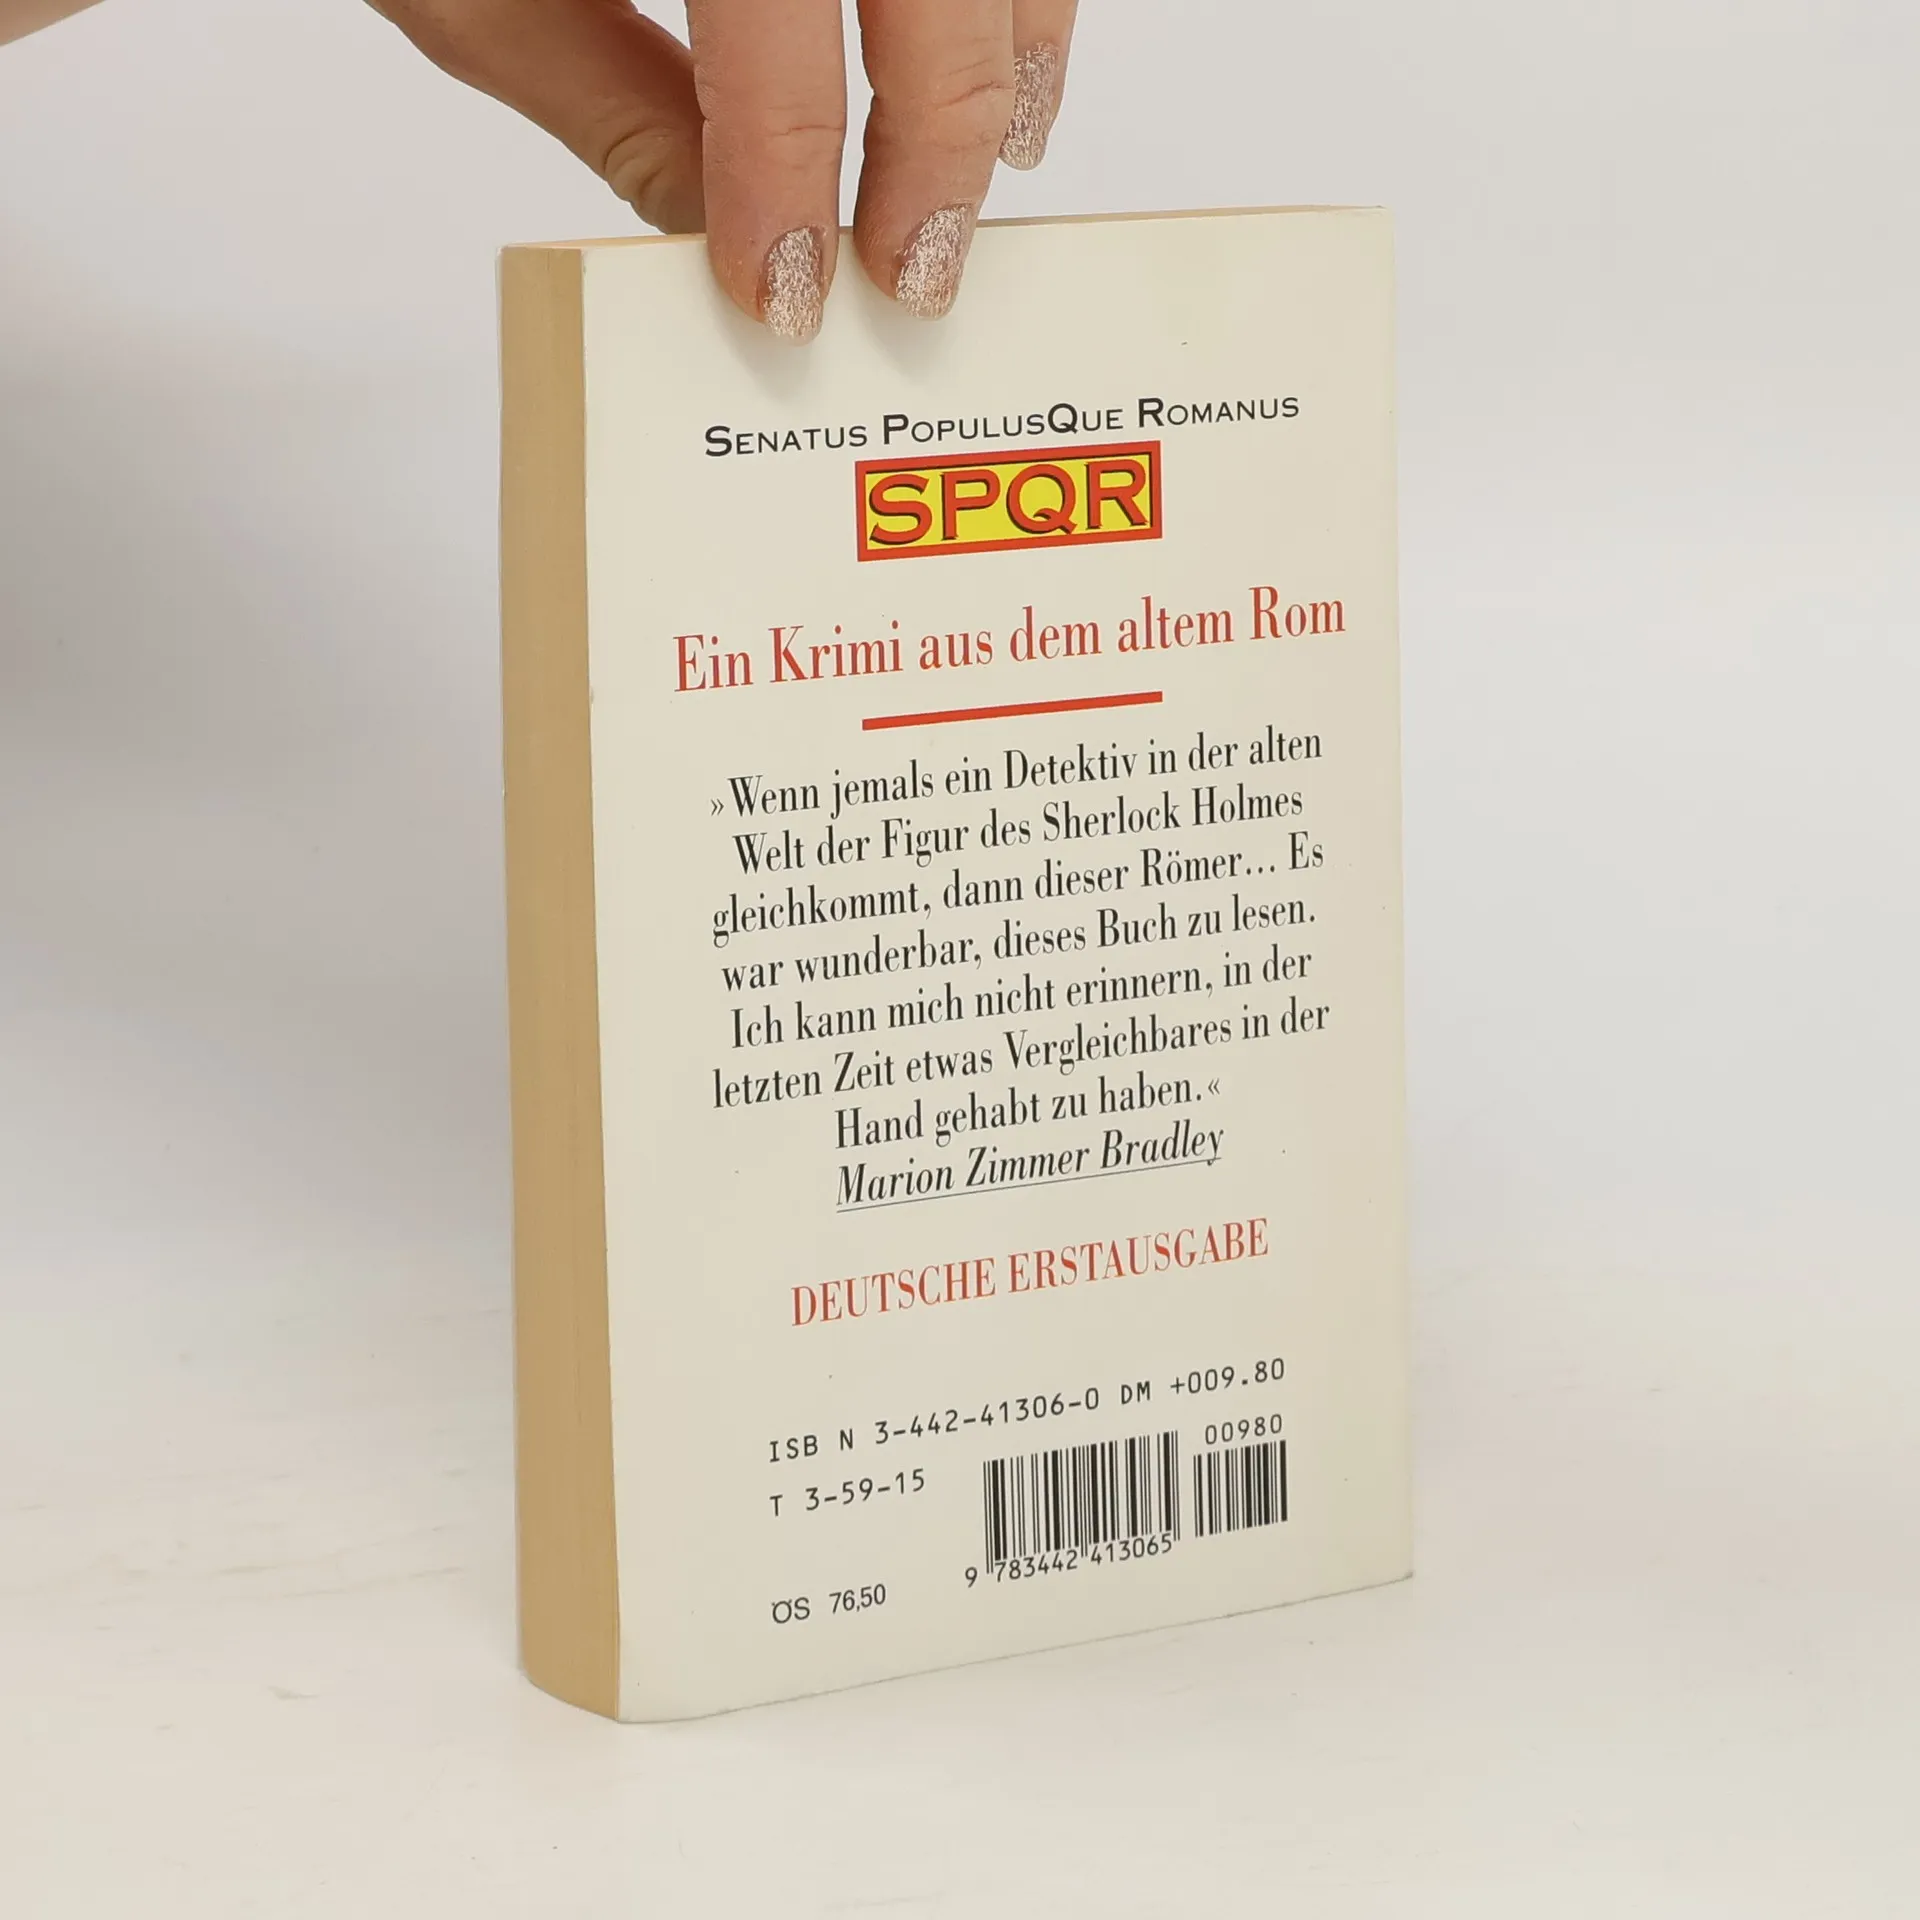 SENATUS POPULUSQUE ROMANUS
SPQR
Ein Krimi aus dem altem Rom
»Wenn jemals ein Detektiv in der alten
Welt der Figur des Sherlock Holmes
gleichkommt, dann dieser Römer... Es
war wunderbar, dieses Buch zu lesen.
Ich kann mich nicht erinnern, in der
letzten Zeit etwas Vergleichbares in der
Hand gehabt zu haben.«
Marion Zimmer Bradley
DEUTSCHE ERSTAUSGABE
ISB N 3-442-41306-0 DM +009.80
T 3-59-15
00980
9 783442 413065
ÖS 76,50